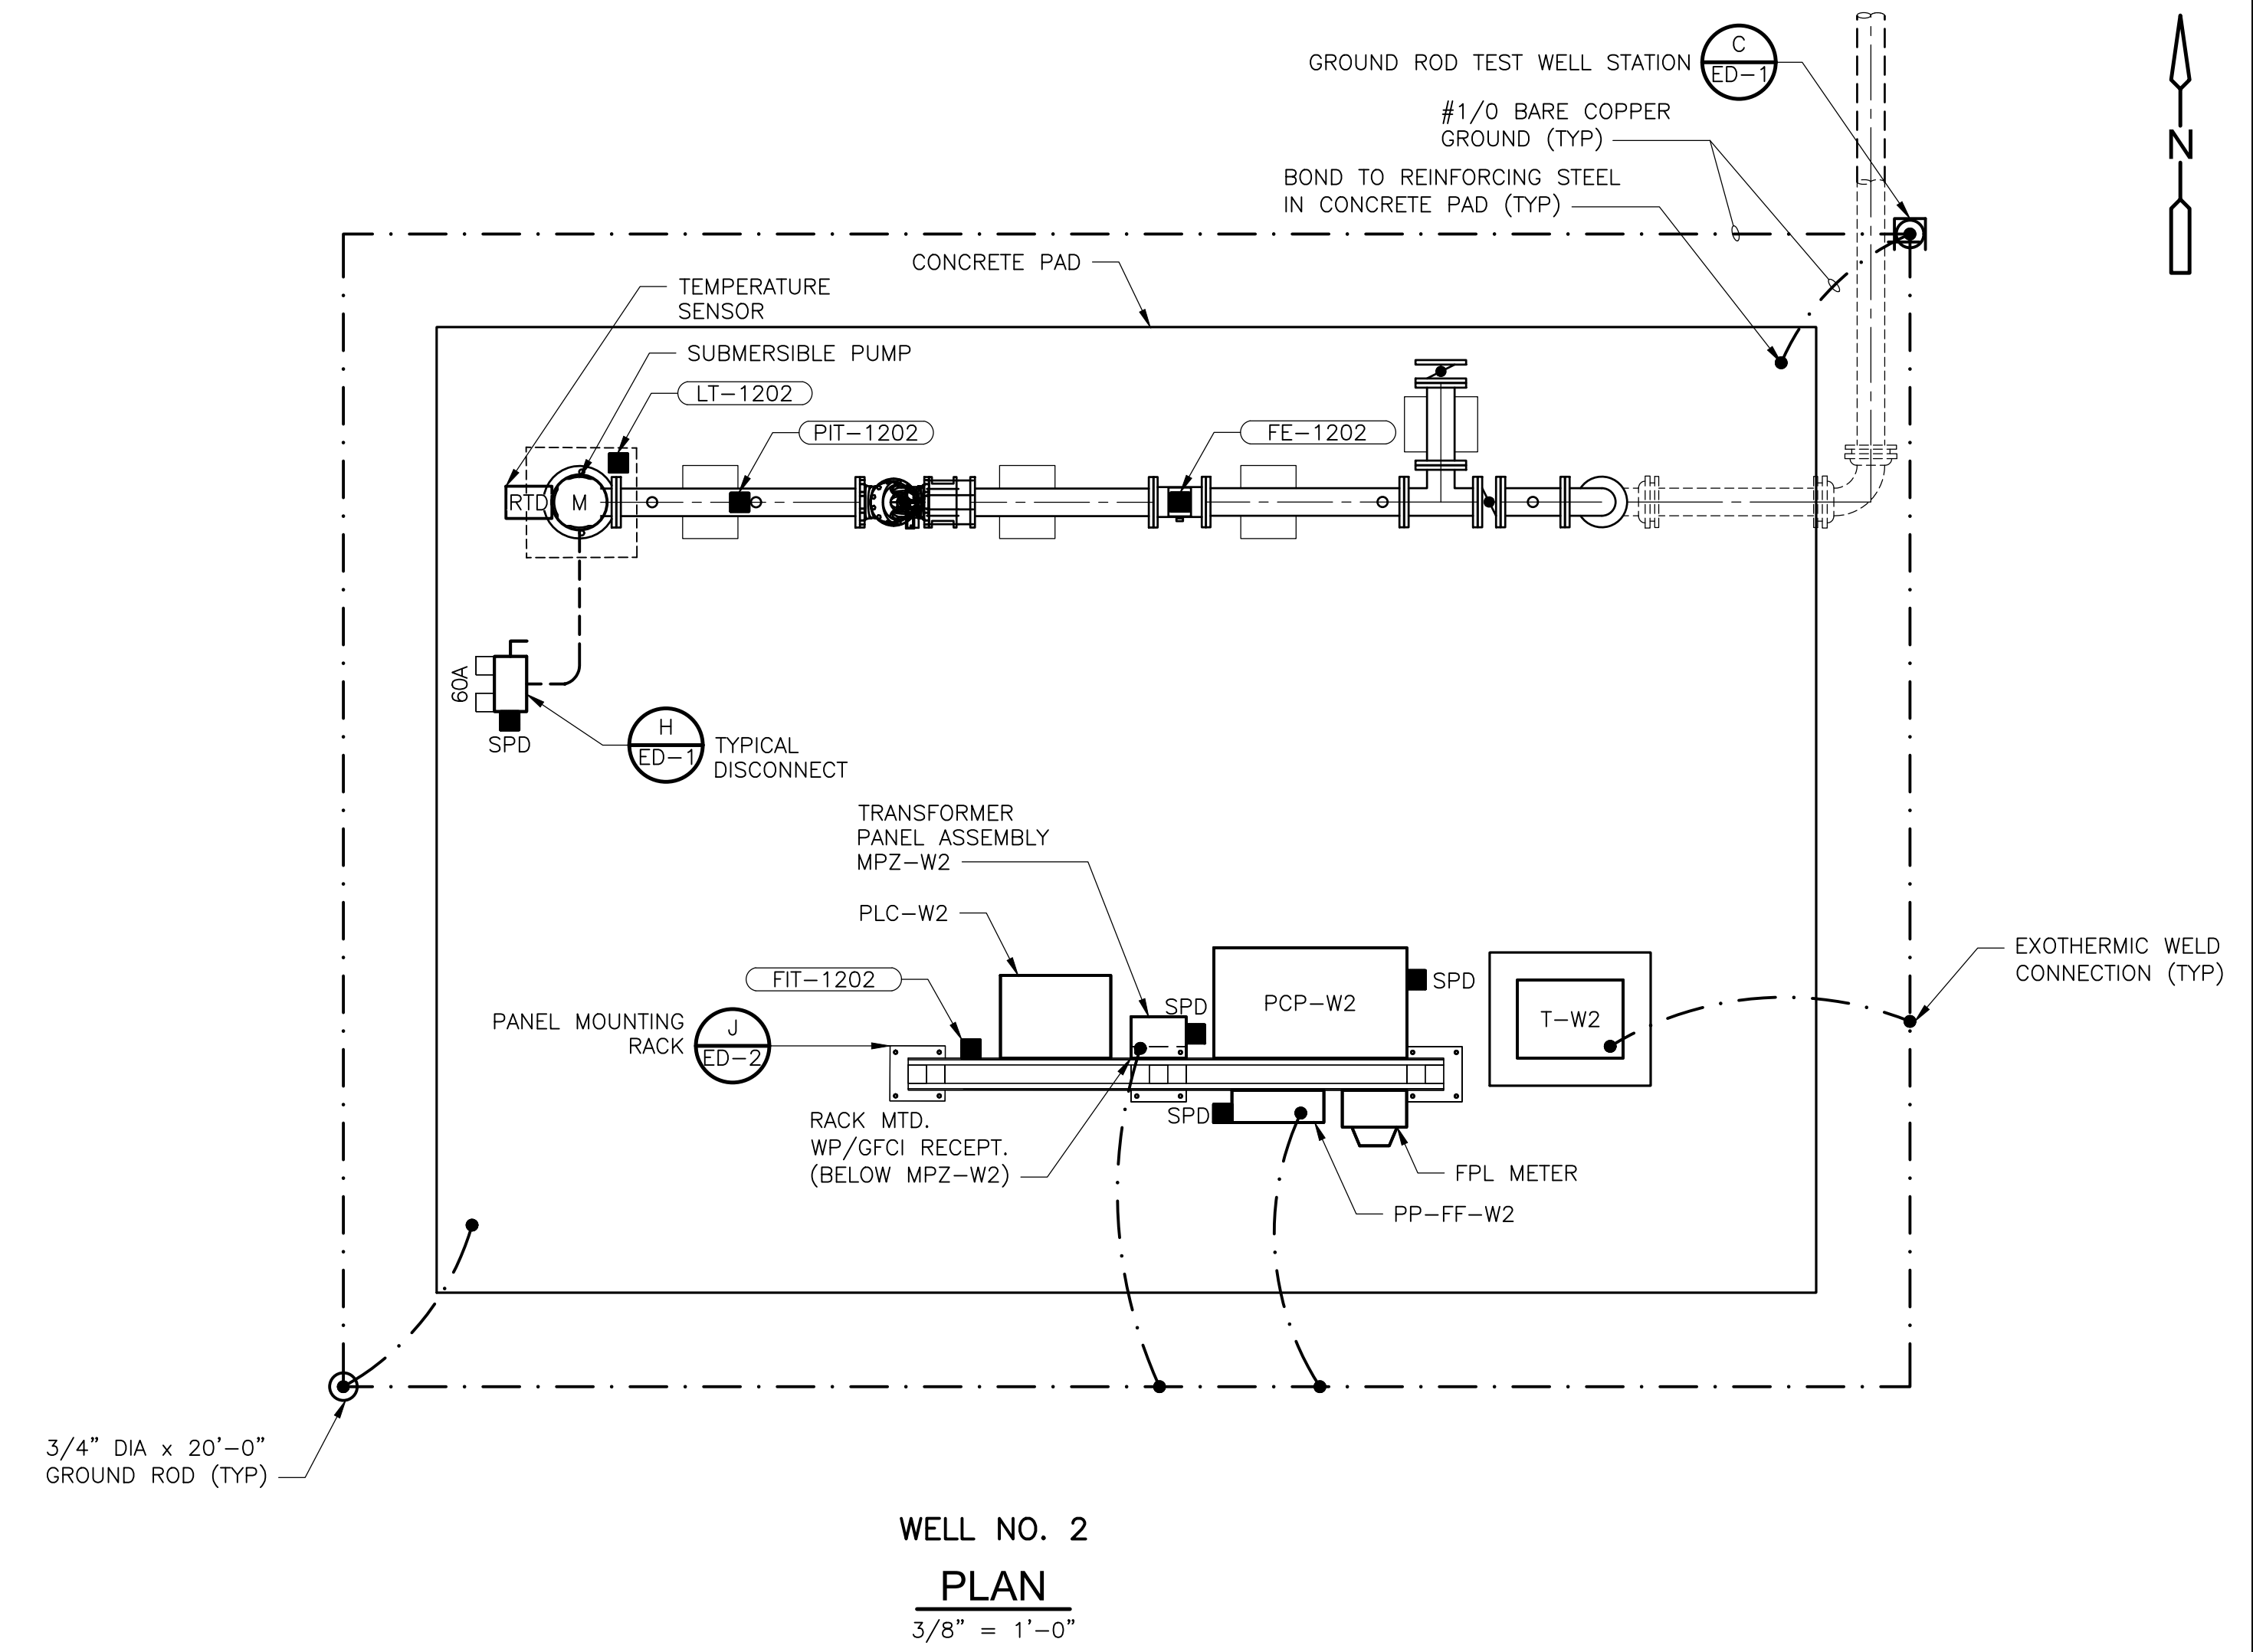 GROUND ROD TEST WELL STATION
C
ED-1
#1/0 BARE COPPER
GROUND (TYP)
BOND TO REINFORCING STEEL
IN CONCRETE PAD (TYP)
N
CONCRETE PAD
TEMPERATURE
SENSOR
SUBMERSIBLE PUMP
LT-1202
PIT-1202
FE-1202
RTD
M
60A
SPD
H
ED-1
TYPICAL
DISCONNECT
TRANSFORMER
PANEL ASSEMBLY
MPZ-W2
PLC-W2
FIT-1202
PANEL MOUNTING
RACK
J
ED-2
SPD
PCP-W2
SPD
T-W2
EXOTHERMIC WELD
CONNECTION (TYP)
RACK MTD.
WP/GFCI RECEPT.
(BELOW MPZ-W2)
SPD
FPL METER
PP-FF-W2
3/4" DIA x 20'-0"
GROUND ROD (TYP)
WELL NO. 2
PLAN
3/8" = 1'-0"